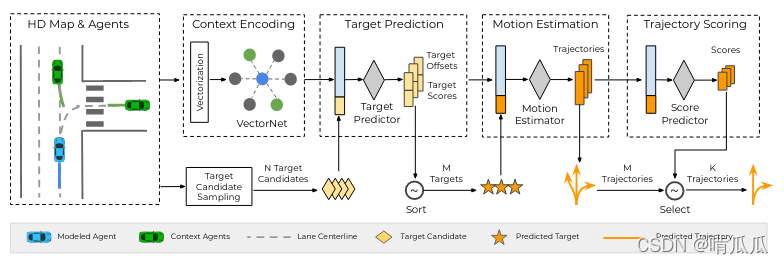 HD Map & Agents
Context Encoding
Target Prediction
Motion Estimation
Trajectory Scoring
Vectorization
VectorNet
Target
Predictor
Target
Offsets
Target
Scores
Motion
Estimator
Trajectories
Score
Predictor
Scores
Target
Candidate
Sampling
N Target
Candidates
~
Sort
M
Targets
M
Trajectories
~
Select
K
Trajectories
Modeled Agent
Context Agents
Lane Centerline
Target Candidate
Predicted Target
Predicted Trajectory
CSDN @啃瓜瓜